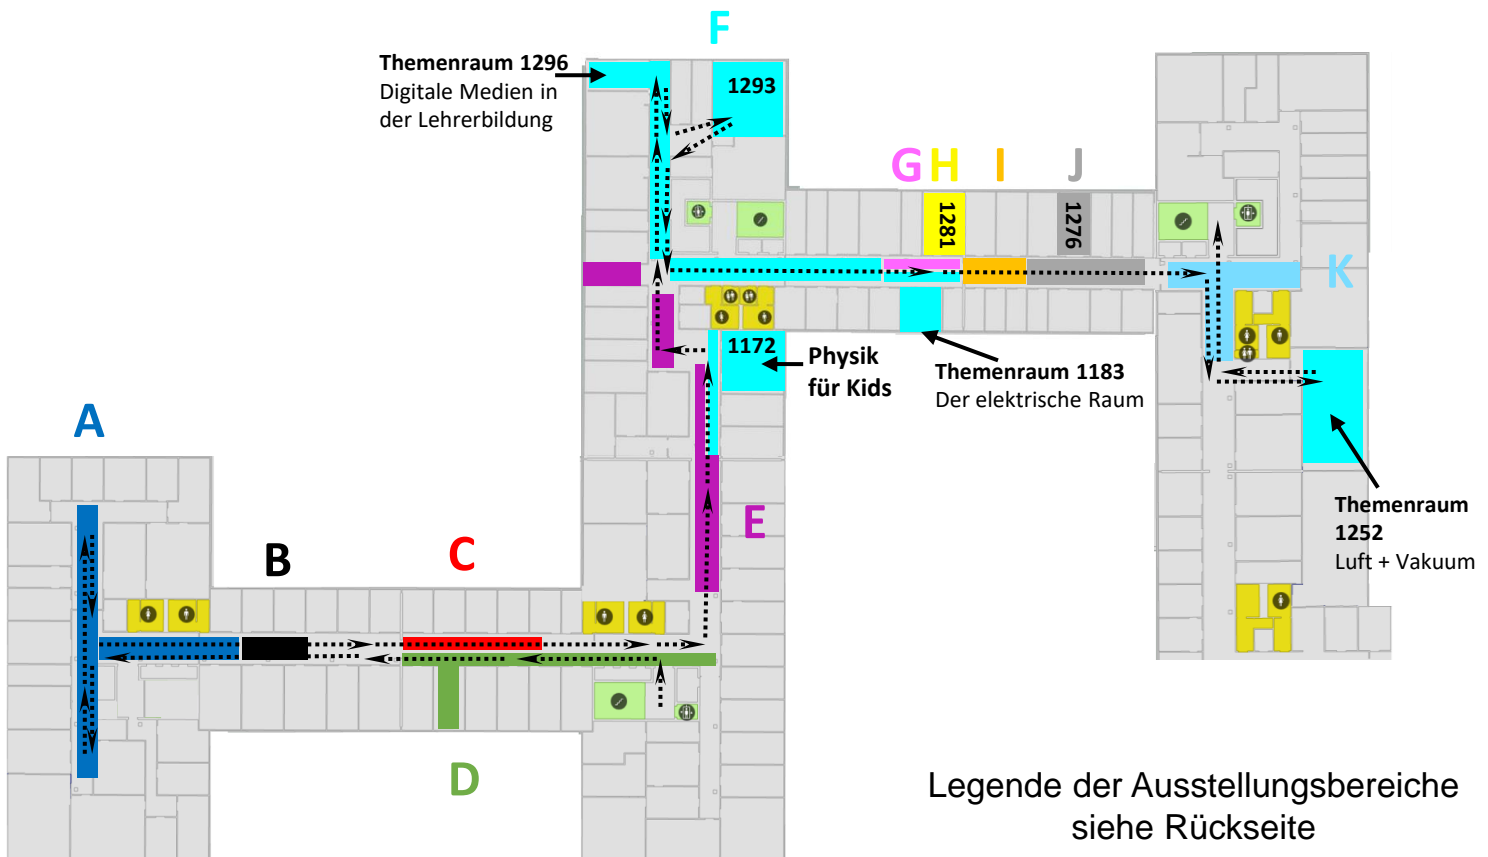 F
Themenraum 1296
Digitale Medien in
der Lehrerbildung
1293
G
H
I
J
1281
1276
K
1172
Physik
für Kids
Themenraum 1183
Der elektrische Raum
A
Themenraum
1252
Luft + Vakuum
E
B
C
D
Legende der Ausstellungsbereiche
siehe Rückseite